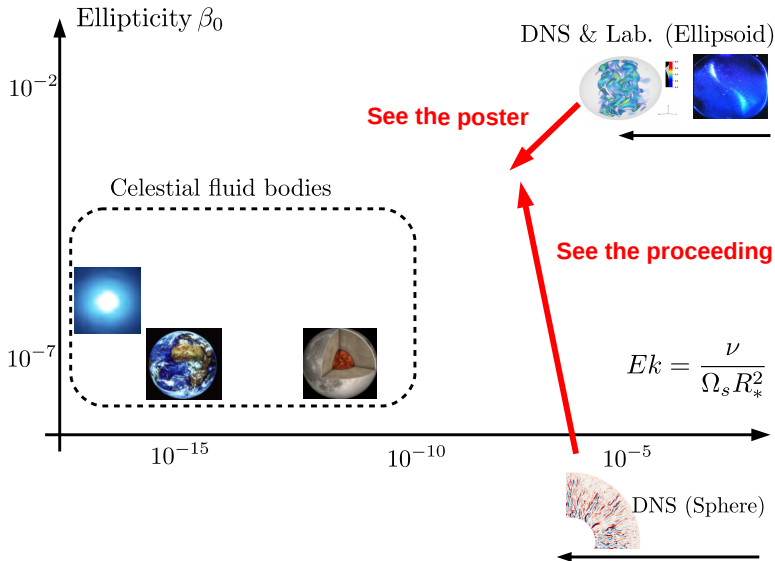 Ellipticity β₀
DNS & Lab. (Ellipsoid)
10⁻²
See the poster
Celestial fluid bodies
See the proceeding
10⁻⁷
Ek = ν / Ω_s R_*²
10⁻¹⁵
10⁻¹⁰
10⁻⁵
DNS (Sphere)